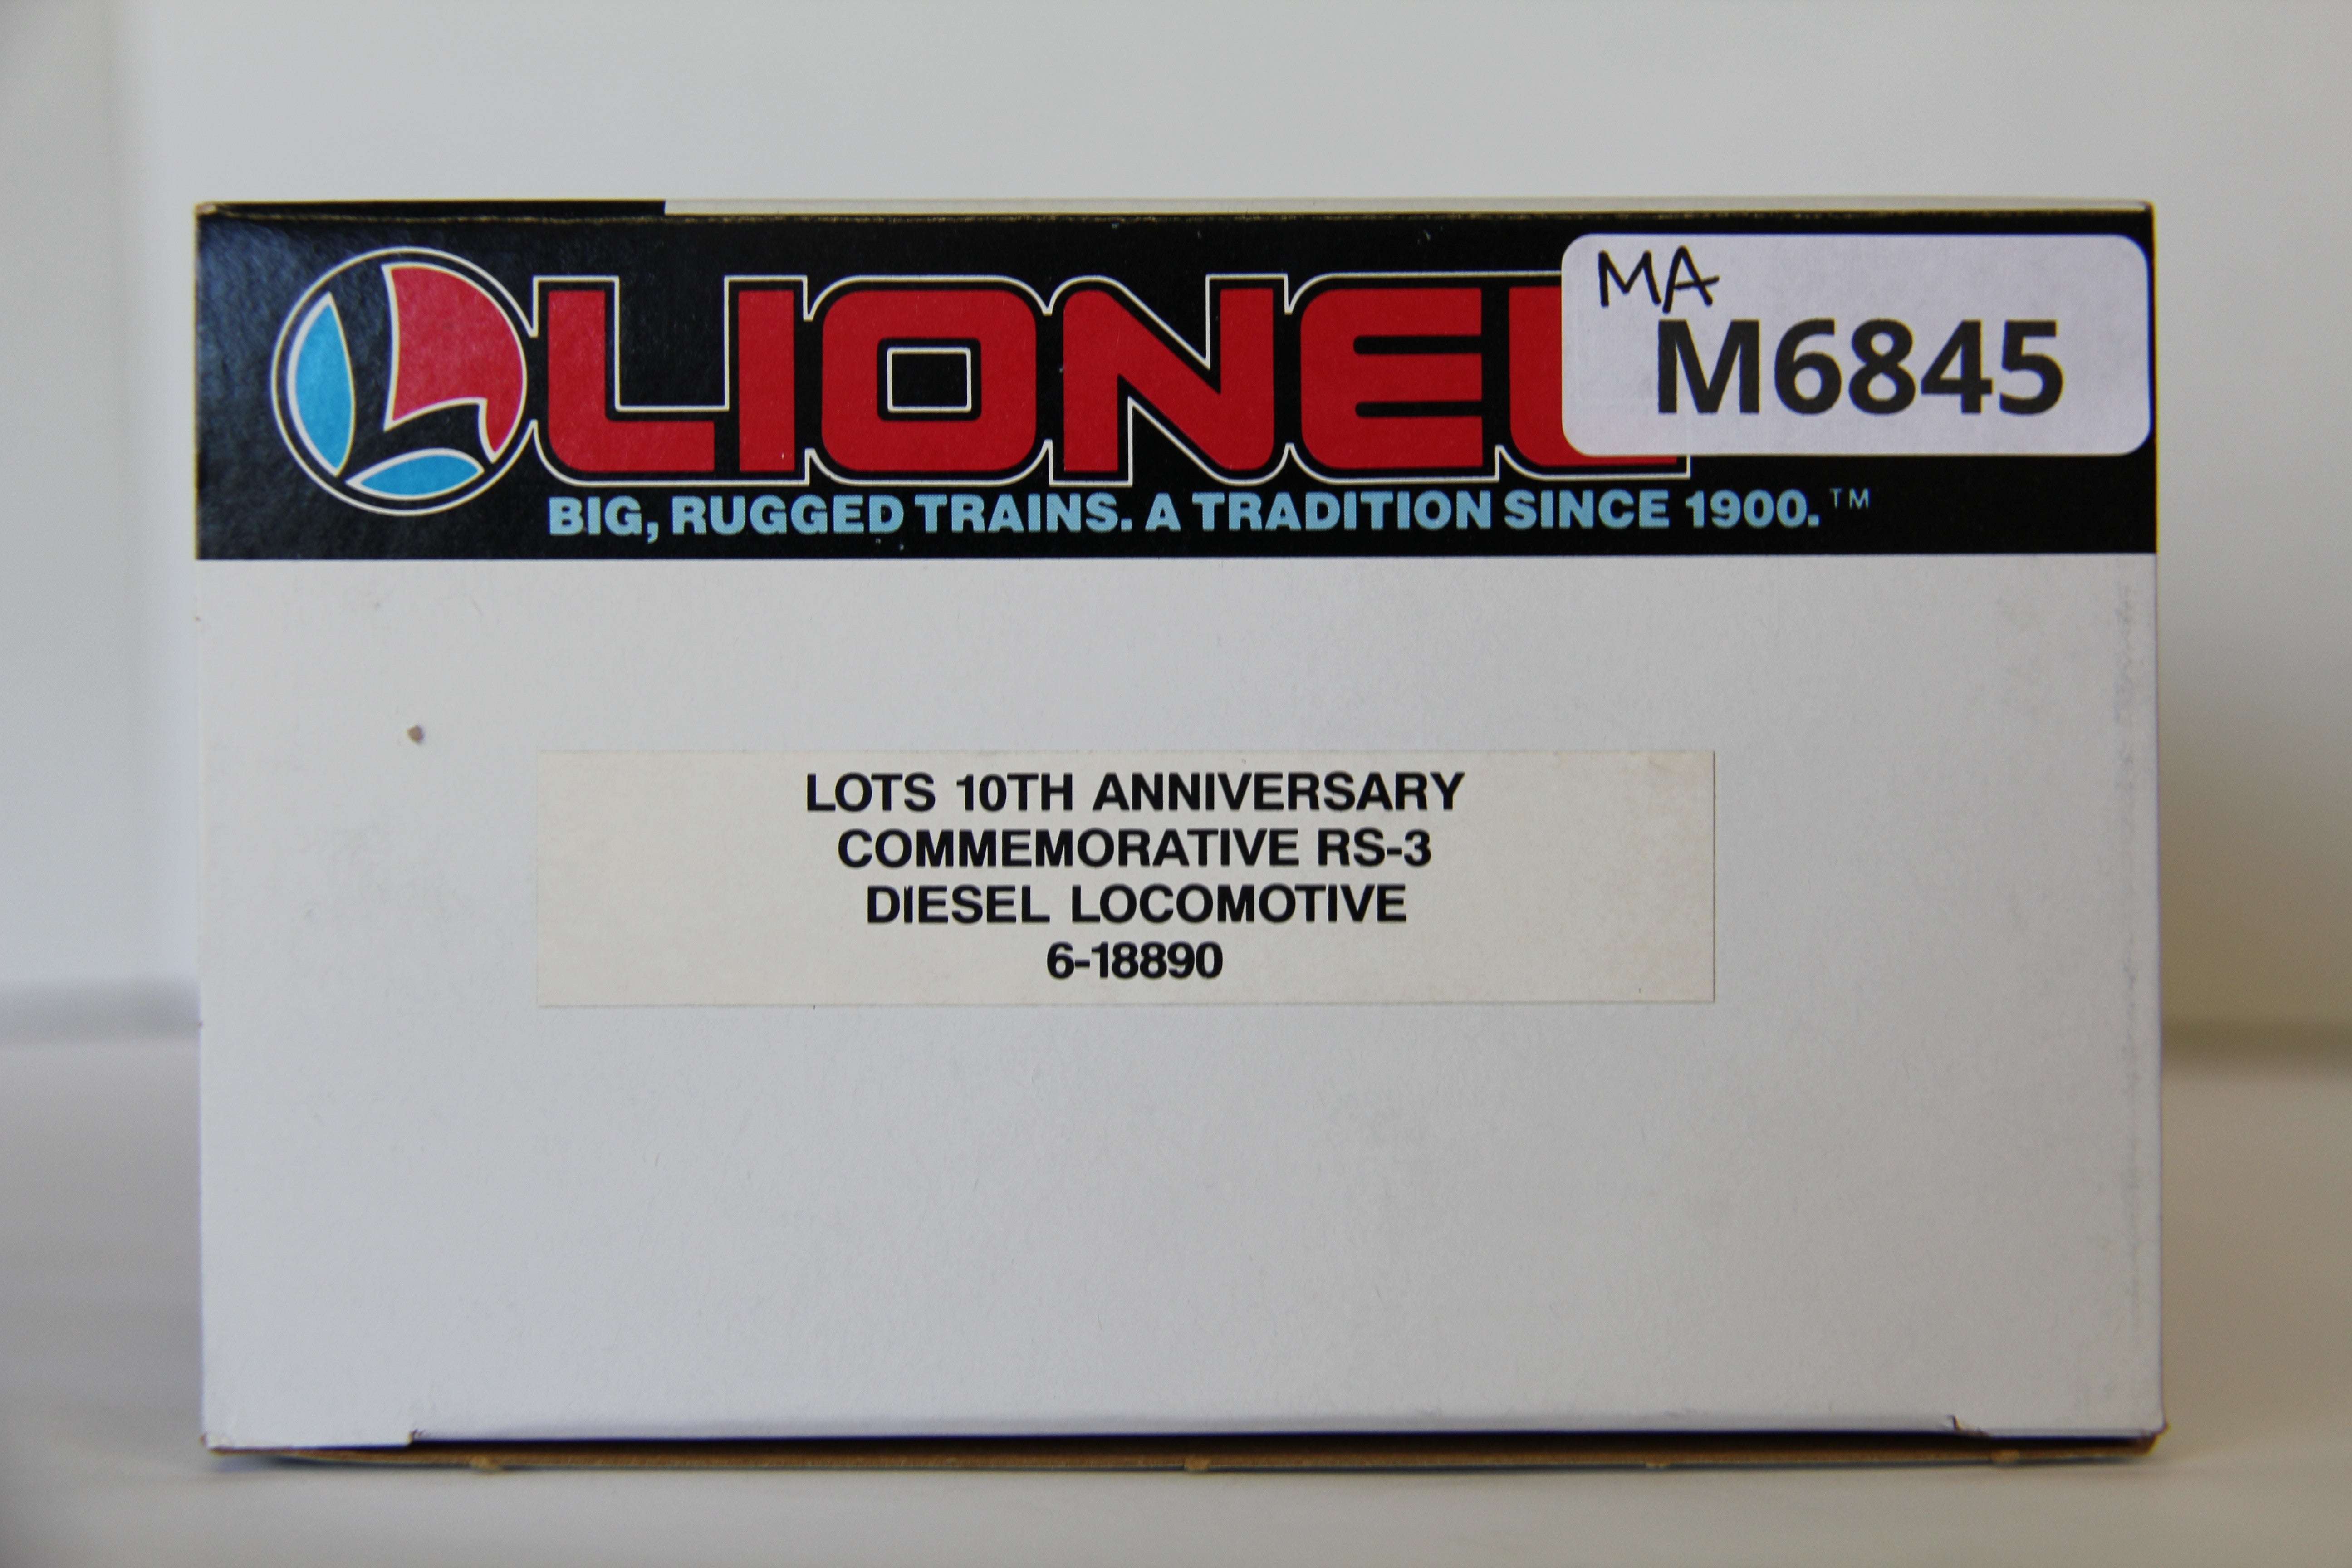 LIONEL
MA
M6845
BIG, RUGGED TRAINS. A TRADITION SINCE 1900.™
LOTS 10TH ANNIVERSARY
COMMEMORATIVE RS-3
DIESEL LOCOMOTIVE
6-18890